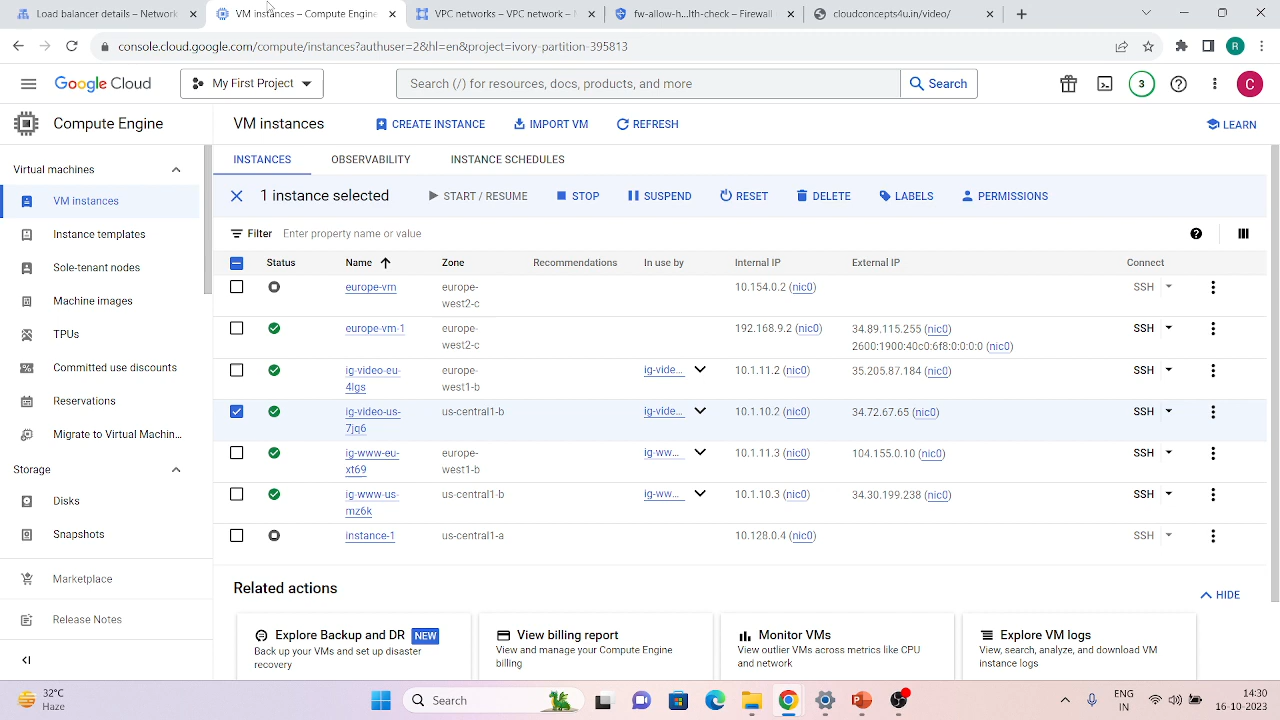 Load balancer details - Network
VM instances - Compute Engine
VPC networks - VPC network -
fw-allow-h...lth-check - Firewall
cloudconcepts4u.in/video/
console.cloud.google.com/compute/instances?authuser=2&hl=en&project=ivory-partition-395813
R
Google Cloud
My First Project
Search (/) for resources, docs, products, and more
Search
3
C
Compute Engine
VM instances
CREATE INSTANCE
IMPORT VM
REFRESH
LEARN
Virtual machines
VM instances
Instance templates
Sole-tenant nodes
Machine images
TPUs
Committed use discounts
Reservations
Migrate to Virtual Machin...
Storage
Disks
Snapshots
Marketplace
Release Notes
INSTANCES
OBSERVABILITY
INSTANCE SCHEDULES
1 instance selected
START / RESUME
STOP
SUSPEND
RESET
DELETE
LABELS
PERMISSIONS
Filter
Enter property name or value
Status Name Zone Recommendations In use by Internal IP External IP Connect
europe-vm europe-west2-c 10.154.0.2 (nic0) SSH
europe-vm-1 europe-west2-c 192.168.9.2 (nic0) 34.89.115.255 (nic0) SSH
2600:1900:40c0:6f8:0:0:0:0 (nic0)
ig-video-eu-4lgs europe-west1-b ig-vide... 10.1.11.2 (nic0) 35.205.87.184 (nic0) SSH
ig-video-us-7jq6 us-central1-b ig-vide... 10.1.10.2 (nic0) 34.72.67.65 (nic0) SSH
ig-www-eu-xt69 europe-west1-b ig-ww... 10.1.11.3 (nic0) 104.155.0.10 (nic0) SSH
ig-www-us-mz6k us-central1-b ig-ww... 10.1.10.3 (nic0) 34.30.199.238 (nic0) SSH
instance-1 us-central1-a 10.128.0.4 (nic0) SSH
Related actions
HIDE
Explore Backup and DR NEW
Back up your VMs and set up disaster
recovery
View billing report
View and manage your Compute Engine
billing
Monitor VMs
View outlier VMs across metrics like CPU
and network
Explore VM logs
View, search, analyze, and download VM
instance logs
32°C
Haze
Search
ENG
IN
14:30
16-10-2023